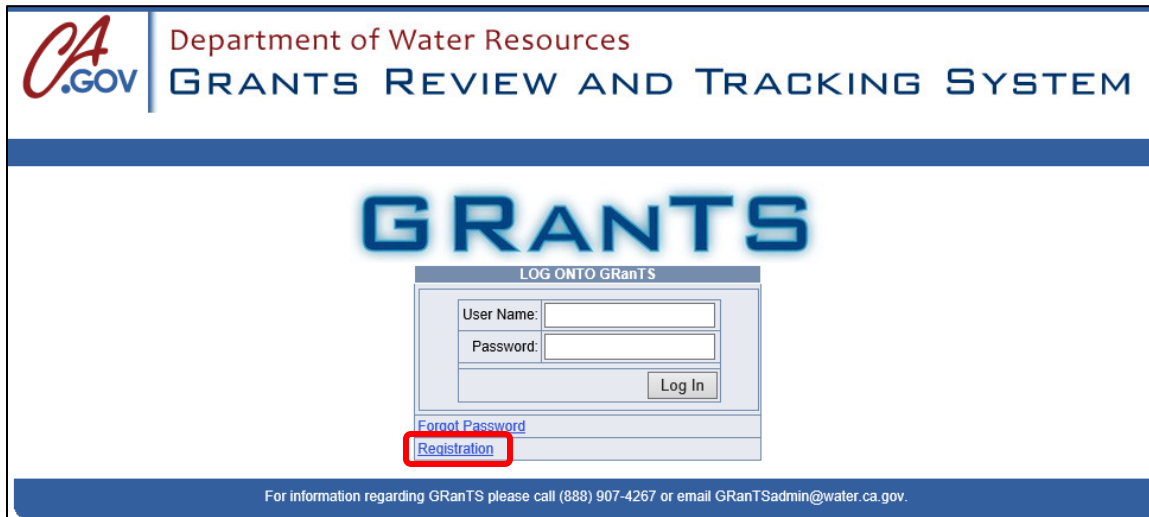 CA
.GOV
Department of Water Resources
GRANTS REVIEW AND TRACKING SYSTEM
GRANTS
LOG ONTO GRanTS
User Name:
Password:
Log In
Forgot Password
Registration
For information regarding GRanTS please call (888) 907-4267 or email GRanTSadmin@water.ca.gov.